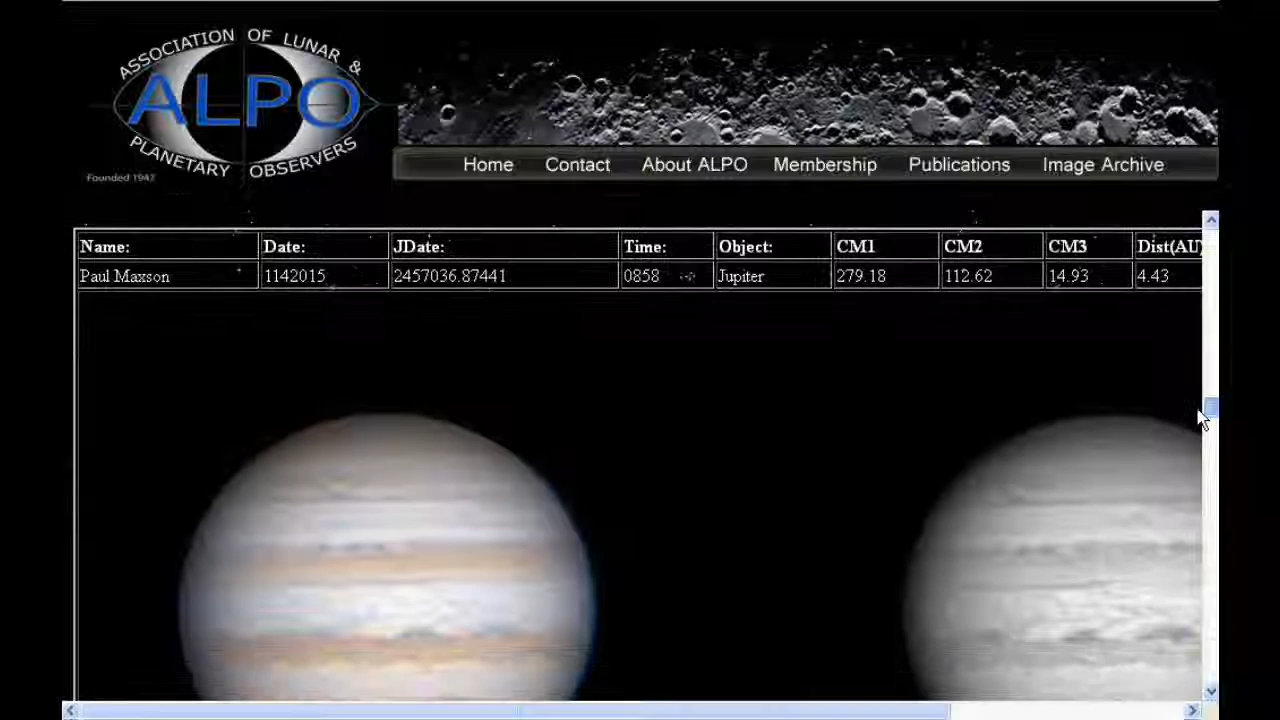 ASSOCIATION OF LUNAR &
ALPO
PLANETARY OBSERVERS
Founded 1947
Home Contact About ALPO Membership Publications Image Archive
Name: Date: JDate: Time: Object: CM1 CM2 CM3 Dist(AU)
Paul Maxson 1142015 2457036.87441 0858 Jupiter 279.18 112.62 14.93 4.43